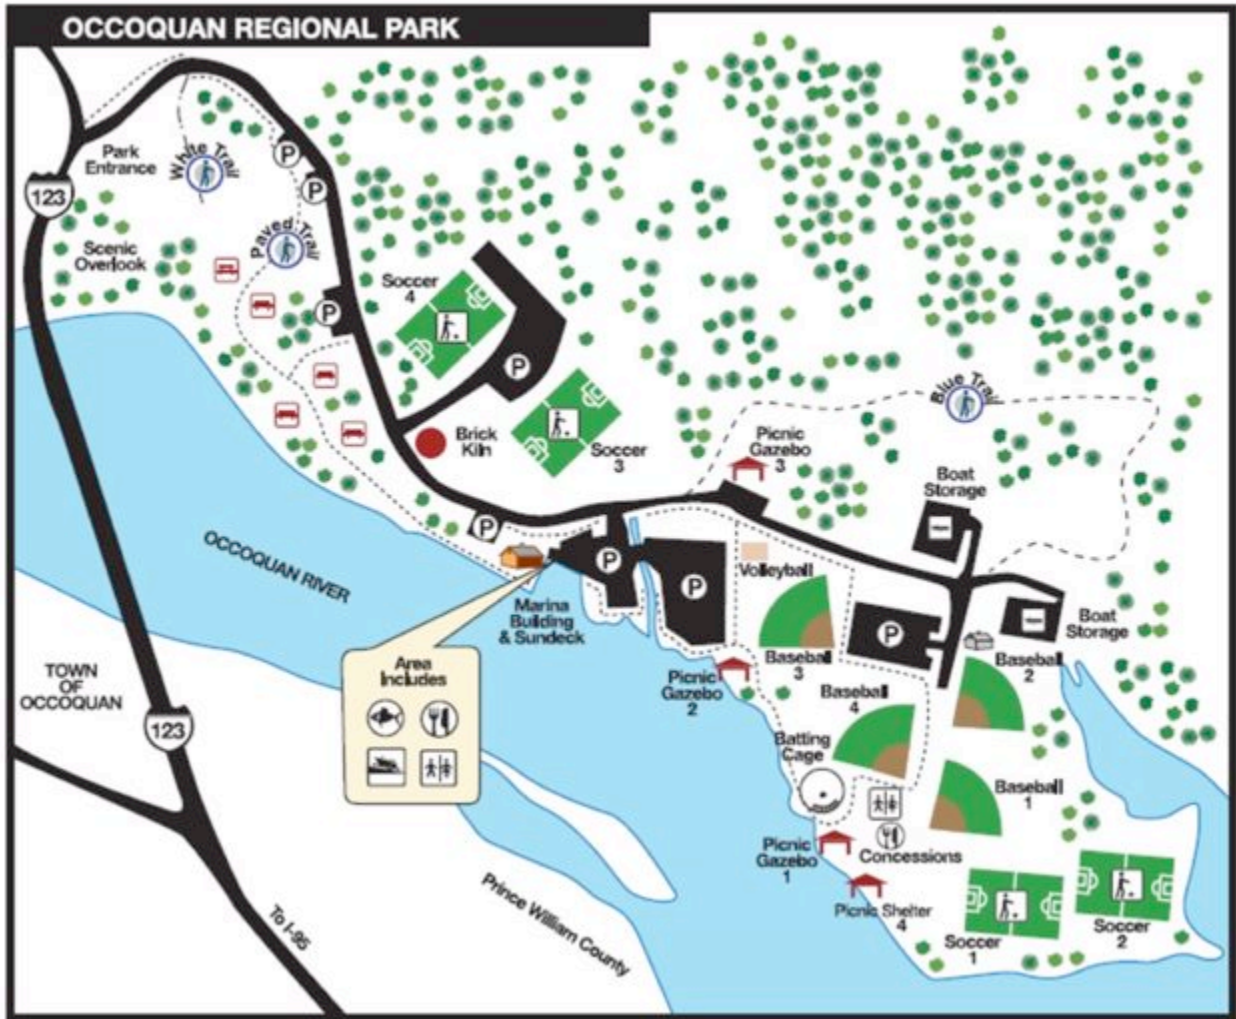 OCCOQUAN REGIONAL PARK
Park
Entrance
White Trail
P
P
123
Scenic
Overlook
Paved Trail
Soccer
4
P
P
Blue Trail
Brick
Kiln
Soccer
3
Picnic
Gazebo
3
Boat
Storage
P
OCCOQUAN RIVER
P
P
Volleyball
Marina
Building
& Sundeck
P
Boat
Storage
Area
Includes
Baseball
3
Baseball
2
Picnic
Gazebo
2
TOWN
OF
OCCOQUAN
Baseball
4
123
Batting
Cage
Baseball
1
Picnic
Gazebo
1
Concessions
Picnic Shelter
4
Prince William County
To I-95
Soccer
1
Soccer
2